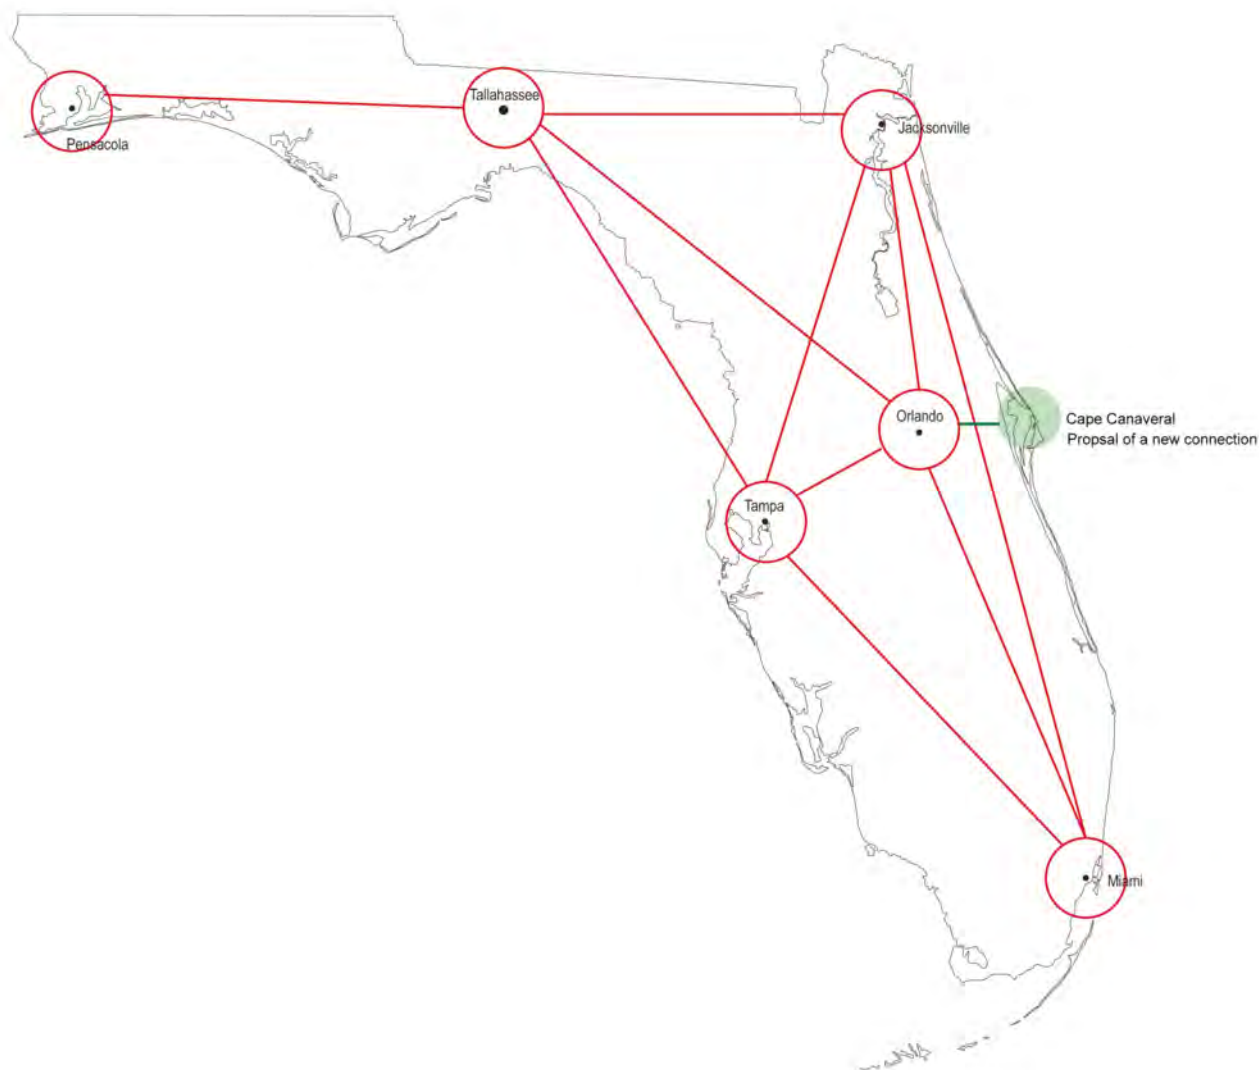 Tallahassee
Jacksonville
Pensacola
Orlando
Cape Canaveral
Propsal of a new connection
Tampa
Miami